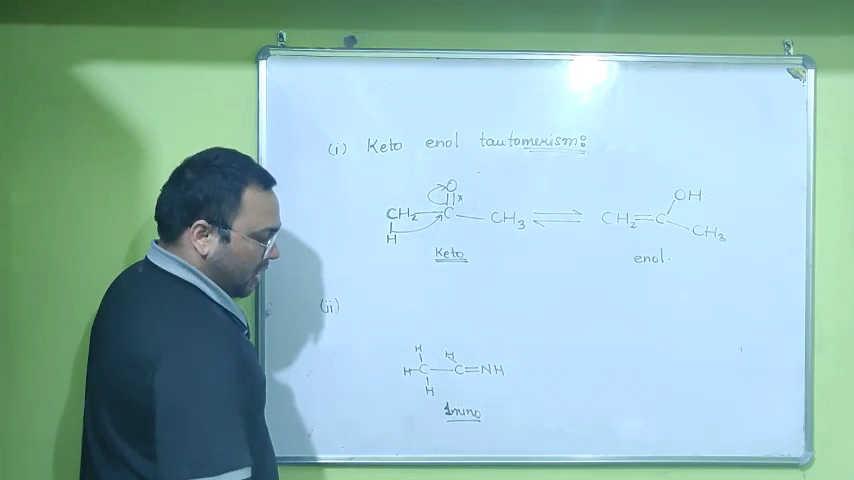 (i) Keto enol tautomerism:
O
CH2 — C — CH3 ⇌ CH2=C
H
OH
CH3
Keto
enol.
(ii)
H H
H—C—C=NH
H
Imino